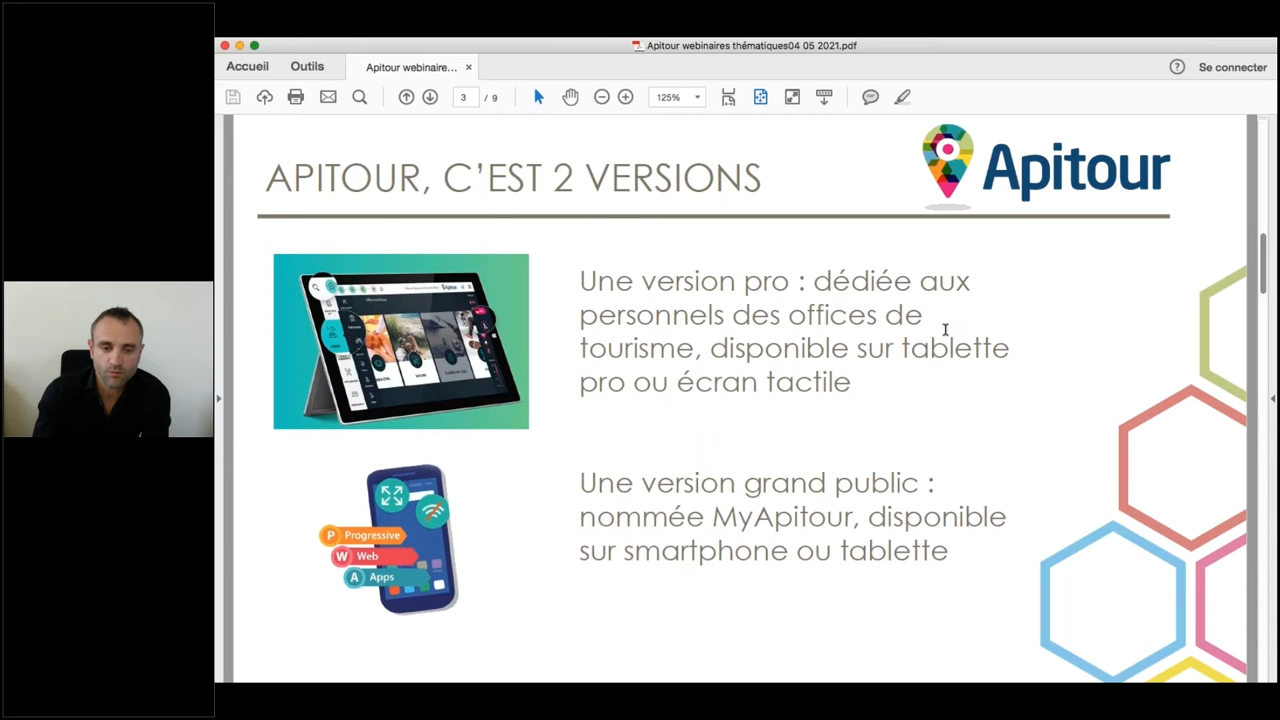 Apitour webinaires thématiques04 05 2021.pdf
Accueil
Outils
Apitour webinaire...
×
?
Se connecter
3 / 9
125%
APITOUR, C'EST 2 VERSIONS
Apitour
Une version pro : dédiée aux
personnels des offices de
tourisme, disponible sur tablette
pro ou écran tactile
P Progressive
W Web
A Apps
Une version grand public :
nommée MyApitour, disponible
sur smartphone ou tablette